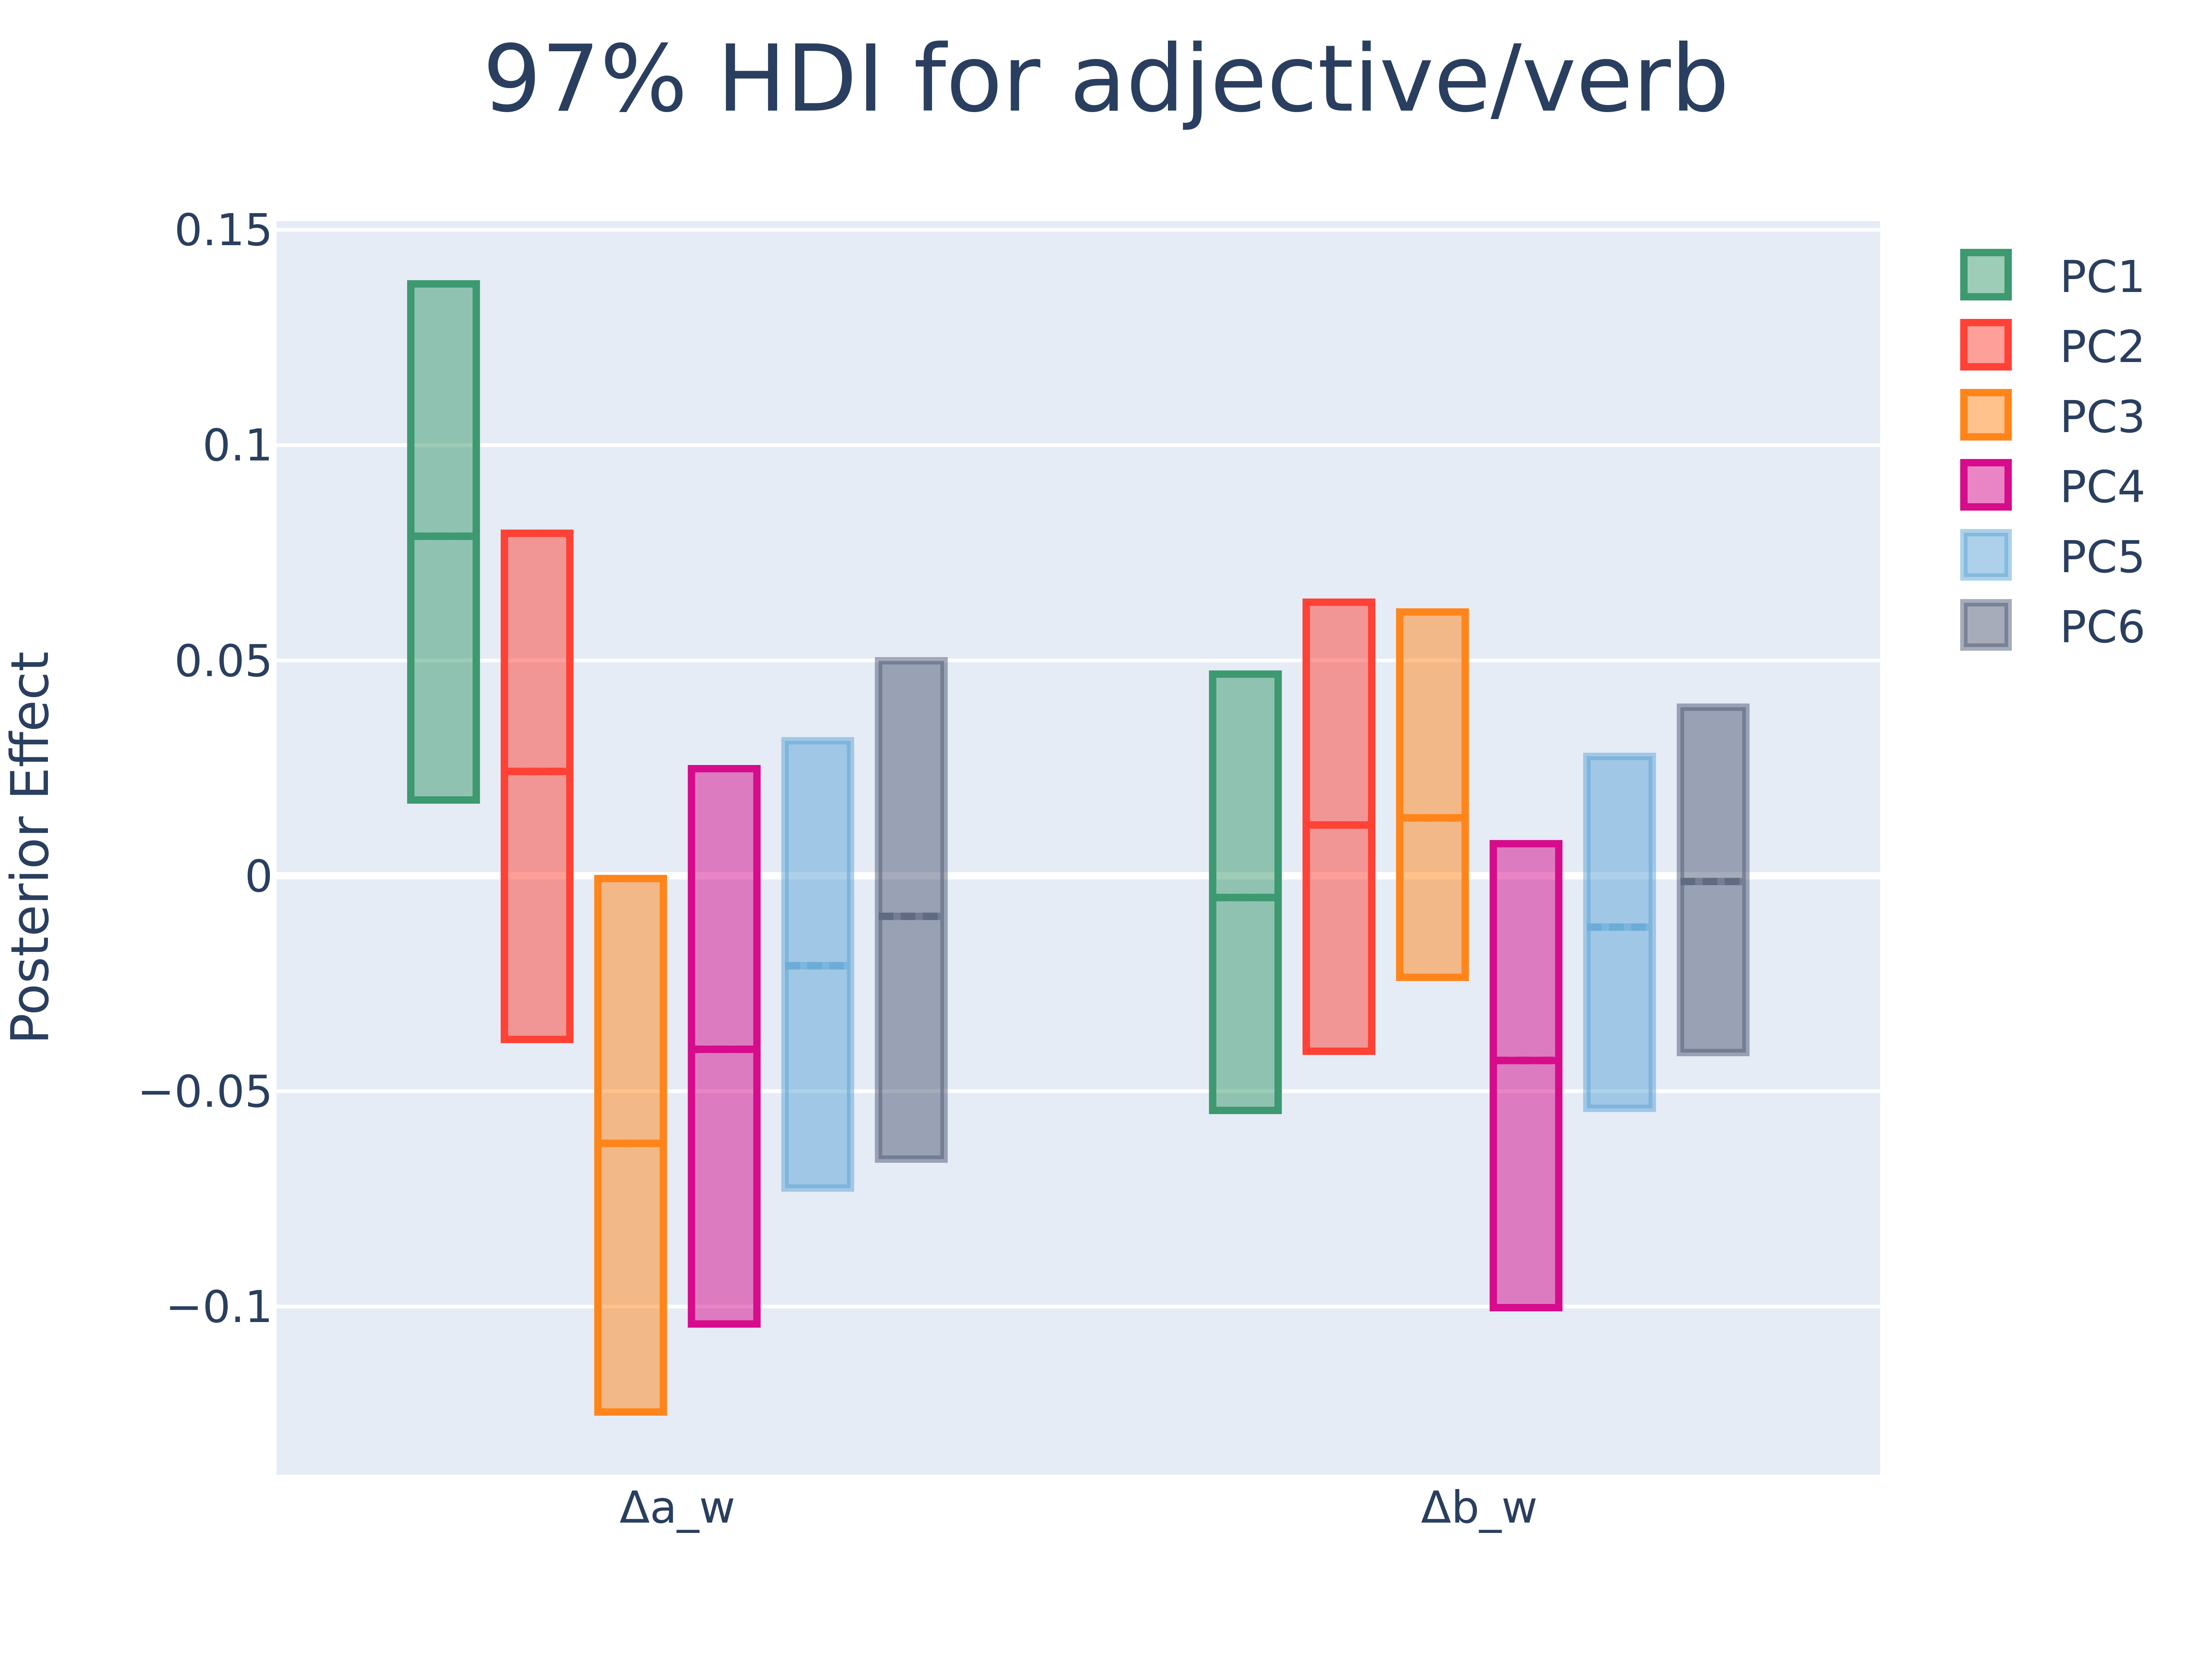 97% HDI for adjective/verb
Posterior Effect
0.15
0.1
0.05
0
−0.05
−0.1
Δa_w
Δb_w
PC1
PC2
PC3
PC4
PC5
PC6